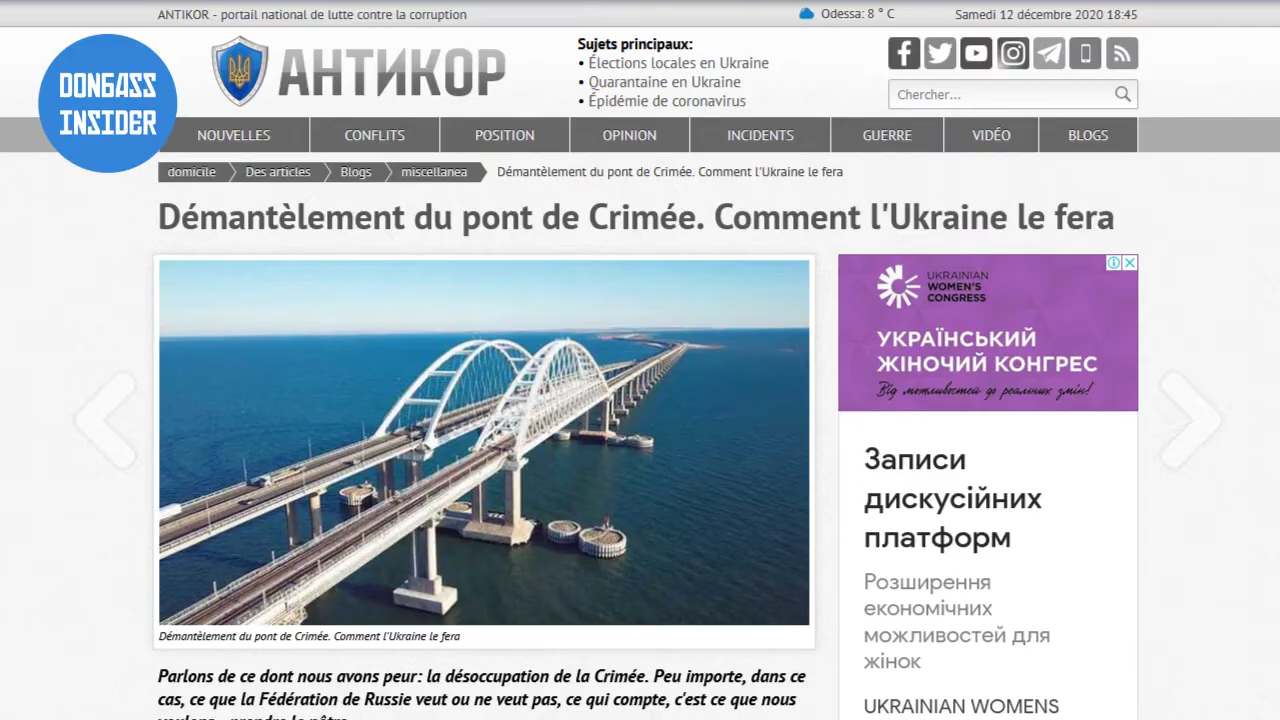 ANTIKOR - portail national de lutte contre la corruption
Odessa: 8 ° C
Samedi 12 décembre 2020 18:45
DONБASS
INSIDER
АНТИКОР
Sujets principaux:
• Élections locales en Ukraine
• Quarantaine en Ukraine
• Épidémie de coronavirus
Chercher...
NOUVELLES
CONFLITS
POSITION
OPINION
INCIDENTS
GUERRE
VIDÉO
BLOGS
domicile
Des articles
Blogs
miscellanea
Démantèlement du pont de Crimée. Comment l'Ukraine le fera
Démantèlement du pont de Crimée. Comment l'Ukraine le fera
Démantèlement du pont de Crimée. Comment l'Ukraine le fera
Parlons de ce dont nous avons peur: la désoccupation de la Crimée. Peu importe, dans ce
cas, ce que la Fédération de Russie veut ou ne veut pas, ce qui compte, c'est ce que nous
voulons - prendre le nôtre
UKRAINIAN
WOMEN'S
CONGRESS
УКРАЇНСЬКИЙ
ЖІНОЧИЙ КОНГРЕС
Від можливостей до реальних змін!
Записи
дискусійних
платформ
Розширення
економічних
можливостей для
жінок
UKRAINIAN WOMENS